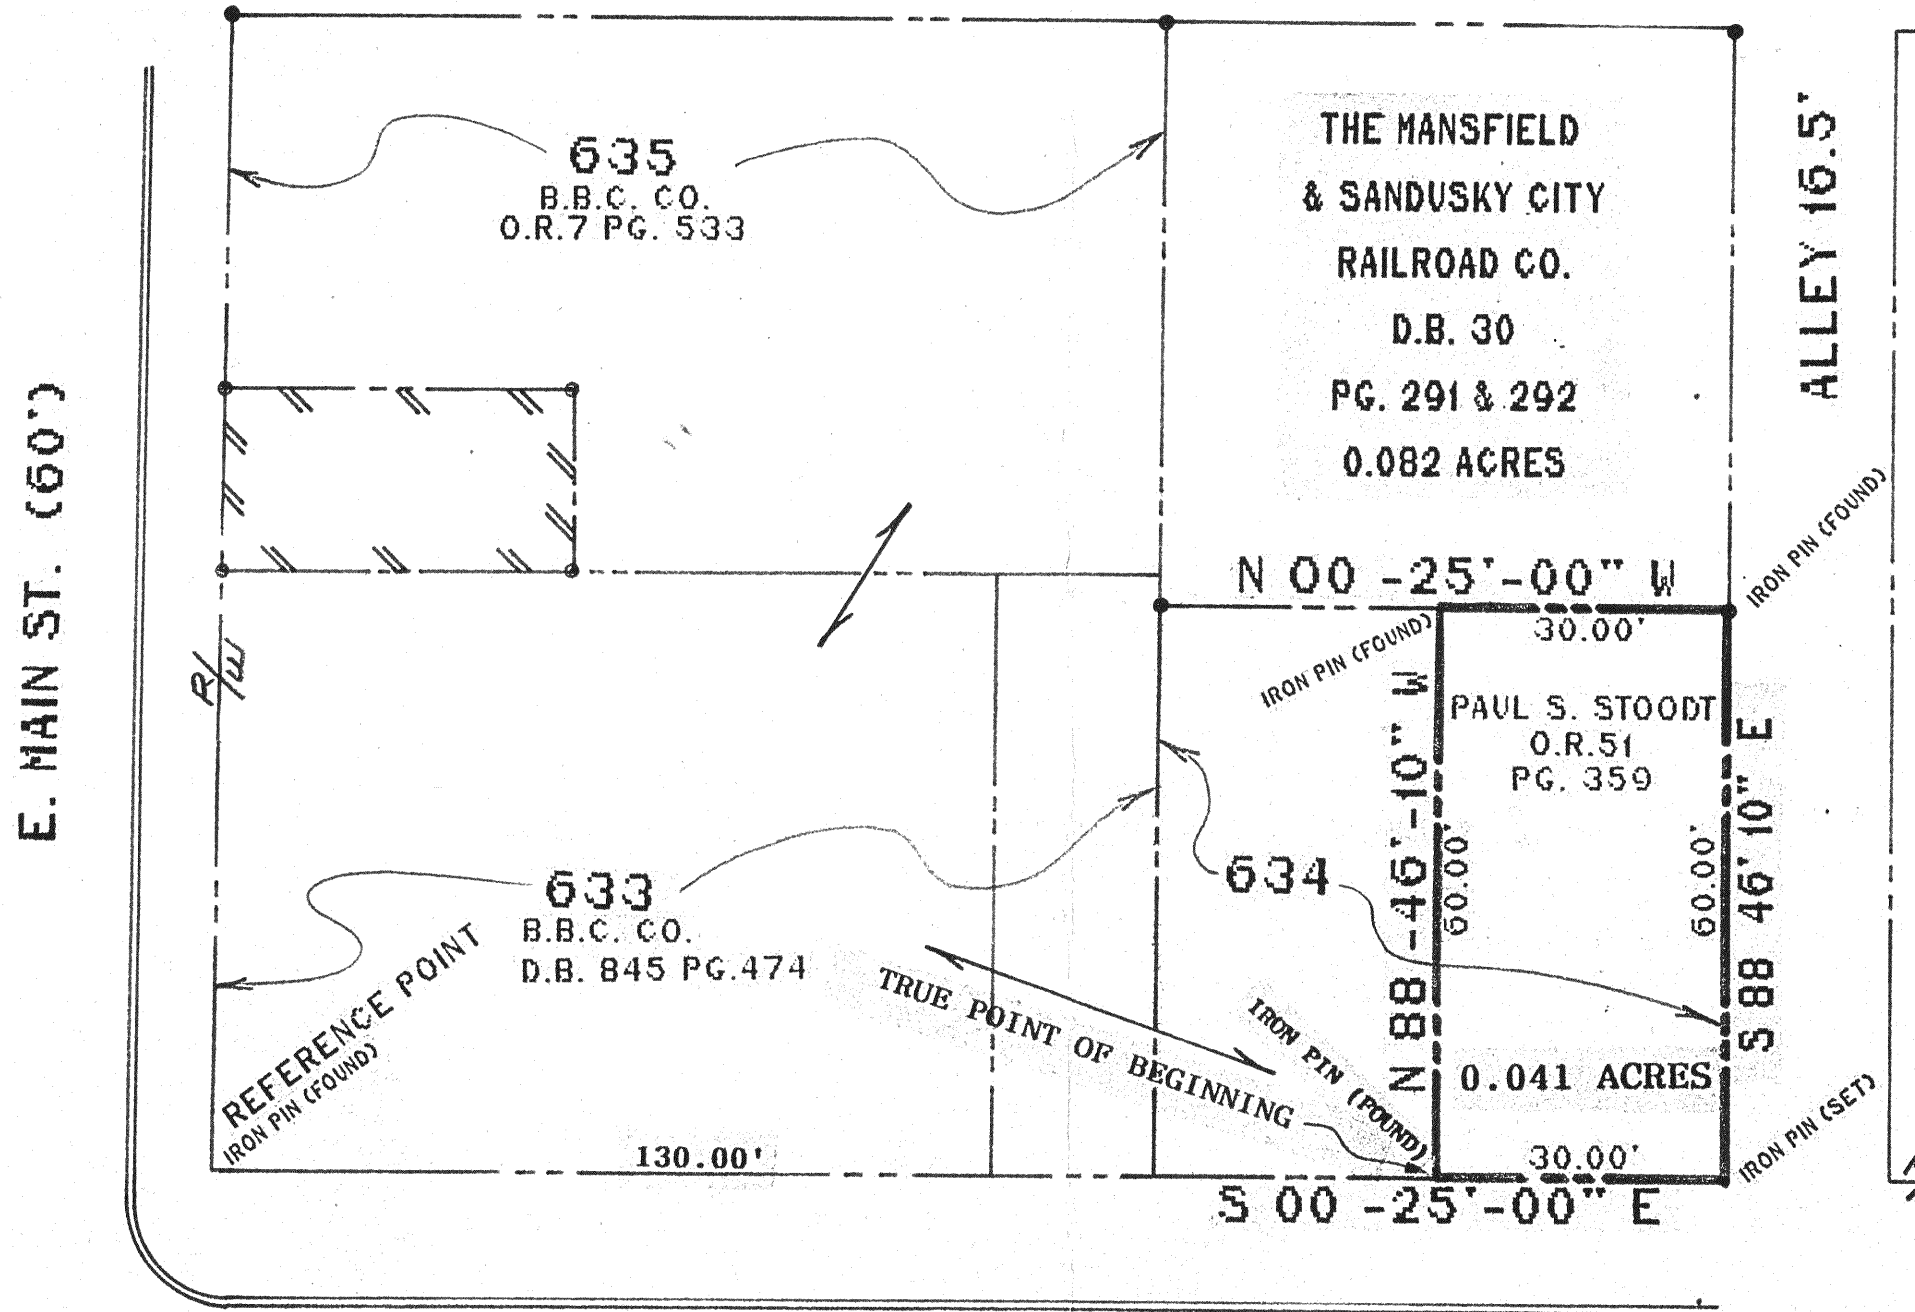 E. MAIN ST. (60')
635
B.B.C. CO.
O.R.7 PG. 533
THE MANSFIELD
& SANDUSKY CITY
RAILROAD CO.
D.B. 30
PG. 291 & 292
0.082 ACRES
ALLEY 16.5'
R/W
N 00 -25'-00" W
30.00'
IRON PIN (FOUND)
IRON PIN (FOUND)
PAUL S. STOODT
O.R.51
PG. 359
N 88 -46'-10" W
60.00'
60.00'
S 88 46' 10" E
634
633
B.B.C. CO.
D.B. 845 PG.474
REFERENCE POINT
IRON PIN (FOUND)
TRUE POINT OF BEGINNING
IRON PIN (FOUND)
0.041 ACRES
IRON PIN (SET)
130.00'
30.00'
S 00 -25'-00" E